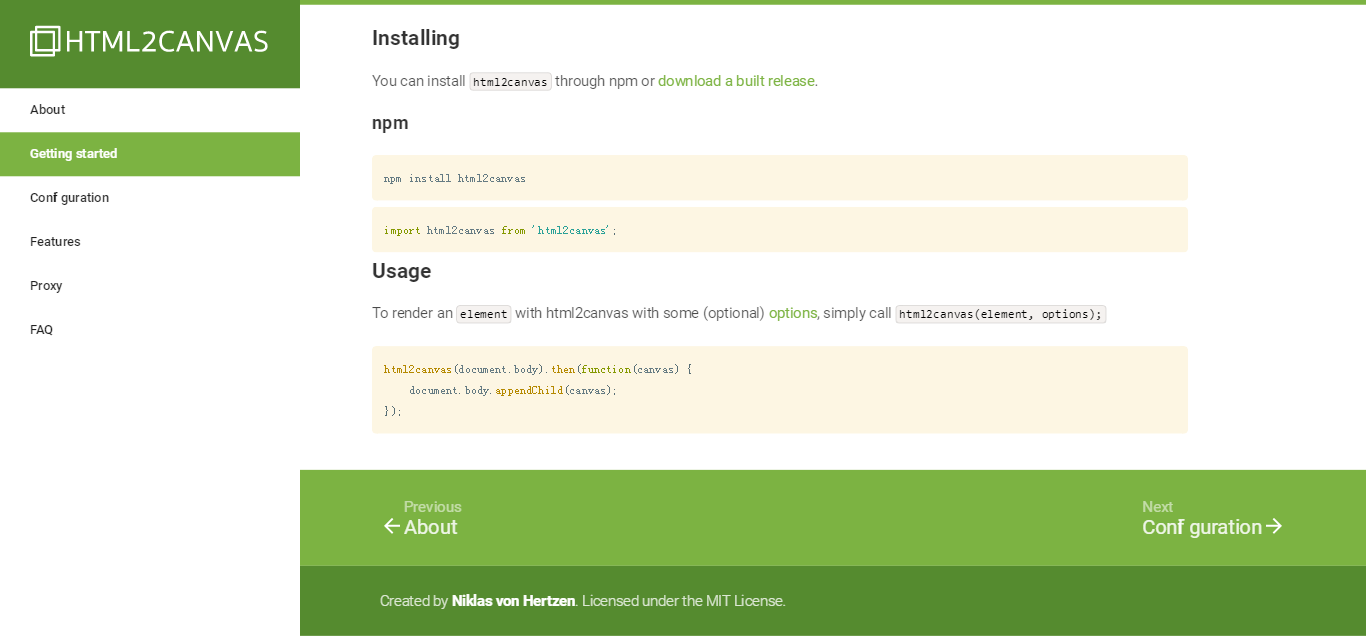 HTML2CANVAS
About
Getting started
Conf guration
Features
Proxy
FAQ
Installing
You can install html2canvas through npm or download a built release.
npm
npm install html2canvas
import html2canvas from 'html2canvas';
Usage
To render an element with html2canvas with some (optional) options, simply call html2canvas(element, options);
html2canvas(document.body).then(function(canvas) {
    document.body.appendChild(canvas);
});
Previous
About
Next
Conf guration
Created by Niklas von Hertzen. Licensed under the MIT License.